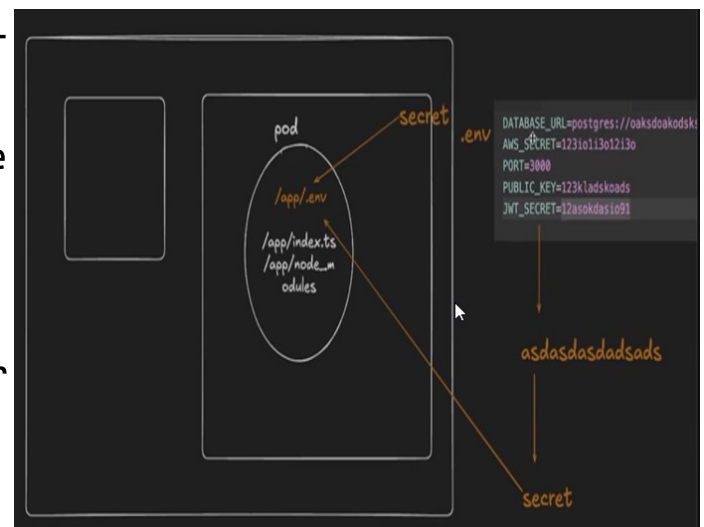 pod
secret
/app/.env
/app/index.ts
/app/node_m
odules
.env
DATABASE_URL=postgres://oaksdoakodsks
AWS_SECRET=123io1i3o12i3o
PORT=3000
PUBLIC_KEY=123kladskoads
JWT_SECRET=12asokdasio91
asdasdasdadsads
secret